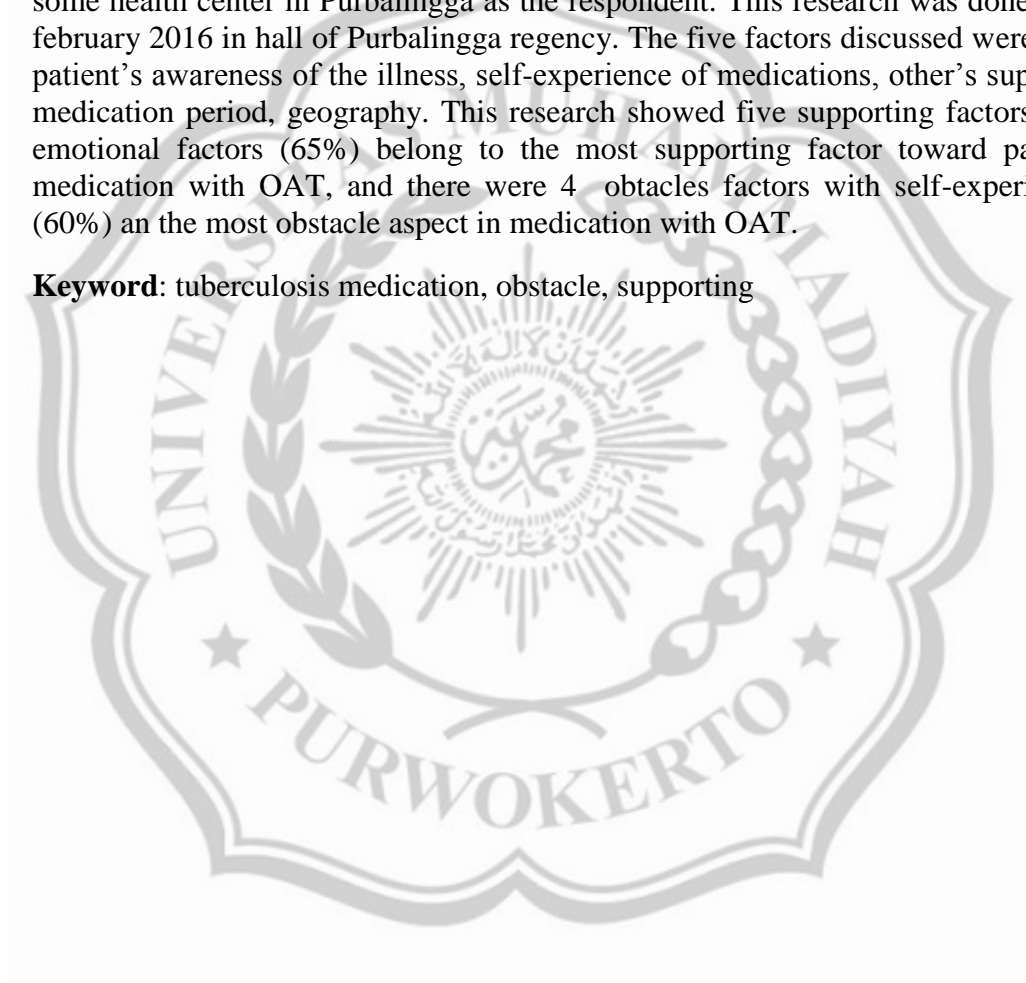 some health center in Purbalingga as the respondent. This research was done
february 2016 in hall of Purbalingga regency. The five factors discussed were
patient's awareness of the illness, self-experience of medications, other's sup
medication period, geography. This research showed five supporting factors
emotional factors (65%) belong to the most supporting factor toward pa
medication with OAT, and there were 4 obtacles factors with self-experi
(60%) an the most obstacle aspect in medication with OAT.
Keyword: tuberculosis medication, obstacle, supporting
UNIVERSITAS MUHAMMADIYAH
PURWOKERTO